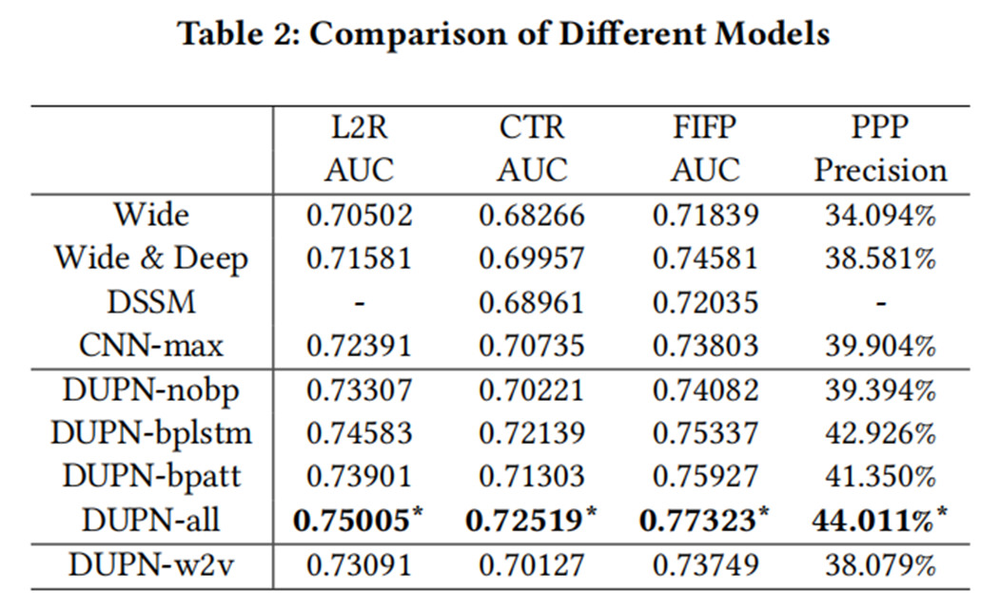 Table 2: Comparison of Different Models
L2R CTR FIFP PPP
AUC AUC AUC Precision
Wide 0.70502 0.68266 0.71839 34.094%
Wide & Deep 0.71581 0.69957 0.74581 38.581%
DSSM - 0.68961 0.72035 -
CNN-max 0.72391 0.70735 0.73803 39.904%
DUPN-nobp 0.73307 0.70221 0.74082 39.394%
DUPN-bplstm 0.74583 0.72139 0.75337 42.926%
DUPN-bpatt 0.73901 0.71303 0.75927 41.350%
DUPN-all 0.75005* 0.72519* 0.77323* 44.011%*
DUPN-w2v 0.73091 0.70127 0.73749 38.079%